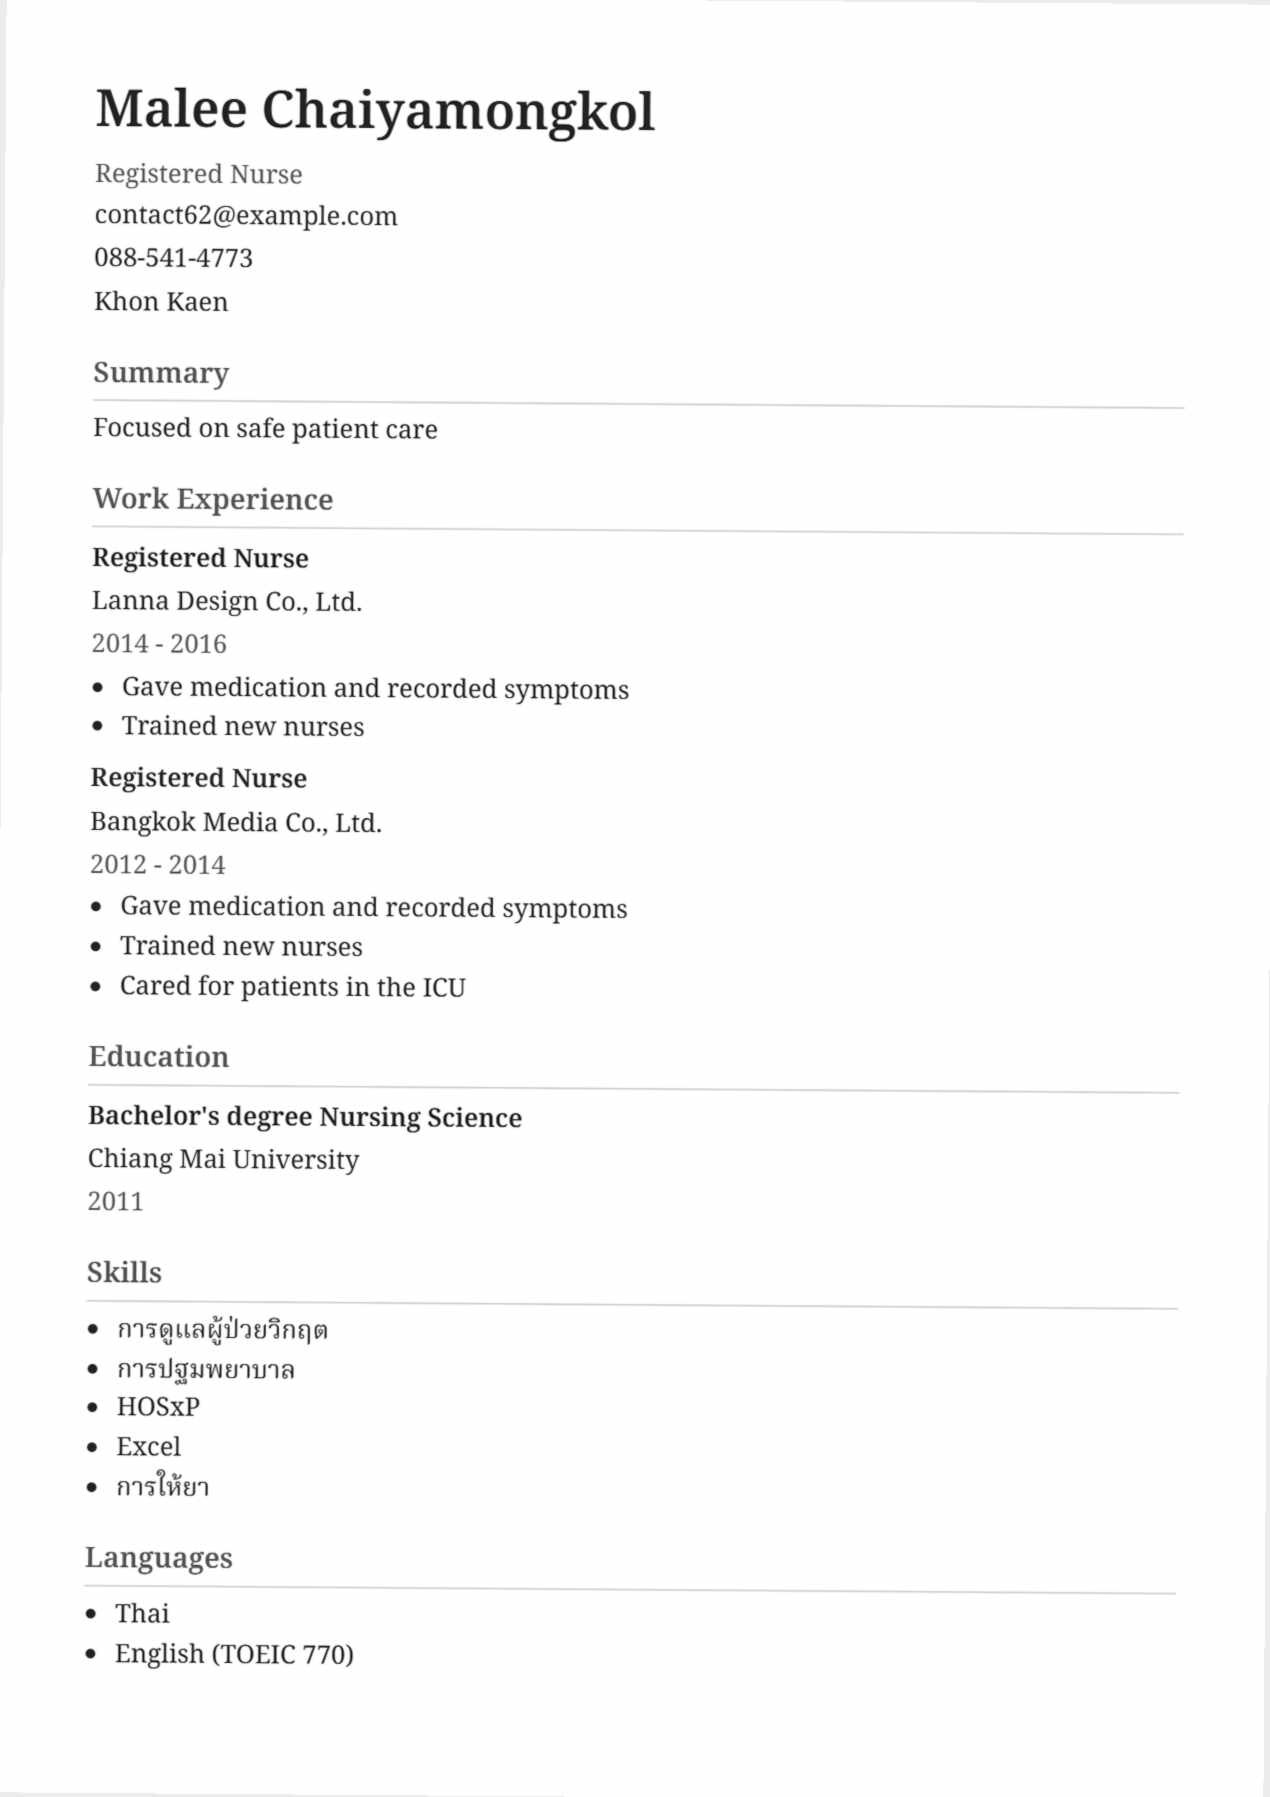 Malee Chaiyamongkol
Registered Nurse
contact62@example.com
088-541-4773
Khon Kaen
Summary
Focused on safe patient care
Work Experience
Registered Nurse
Lanna Design Co., Ltd.
2014 - 2016
• Gave medication and recorded symptoms
• Trained new nurses
Registered Nurse
Bangkok Media Co., Ltd.
2012 - 2014
• Gave medication and recorded symptoms
• Trained new nurses
• Cared for patients in the ICU
Education
Bachelor's degree Nursing Science
Chiang Mai University
2011
Skills
• การดูแลผู้ป่วยวิกฤต
• การปฐมพยาบาล
• HOSxP
• Excel
• การให้ยา
Languages
• Thai
• English (TOEIC 770)